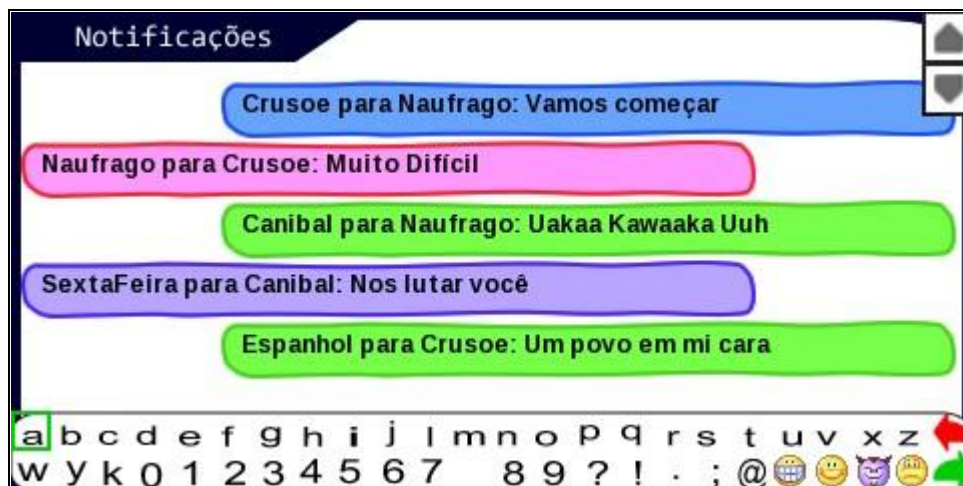 Notificações
Crusoe para Naufrago: Vamos começar
Naufrago para Crusoe: Muito Difícil
Canibal para Naufrago: Uakaa Kawaaka Uuh
SextaFeira para Canibal: Nos lutar você
Espanhol para Crusoe: Um povo em mi cara
a b c d e f g h i j l m n o p q r s t u v x z
w y k 0 1 2 3 4 5 6 7 8 9 ? ! . ; @